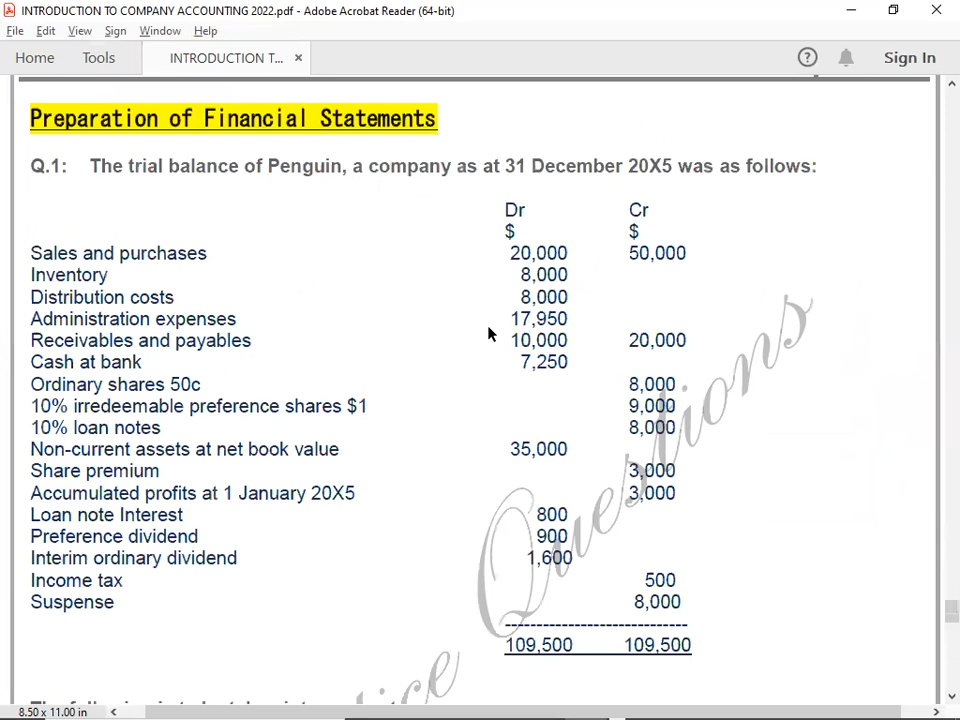 INTRODUCTION TO COMPANY ACCOUNTING 2022.pdf - Adobe Acrobat Reader (64-bit)
File Edit View Sign Window Help
Home Tools INTRODUCTION T... × Sign In
Preparation of Financial Statements
Q.1: The trial balance of Penguin, a company as at 31 December 20X5 was as follows:
Dr Cr
$ $
Sales and purchases 20,000 50,000
Inventory 8,000
Distribution costs 8,000
Administration expenses 17,950
Receivables and payables 10,000 20,000
Cash at bank 7,250
Ordinary shares 50c 8,000
10% irredeemable preference shares $1 9,000
10% loan notes 8,000
Non-current assets at net book value 35,000
Share premium 3,000
Accumulated profits at 1 January 20X5 3,000
Loan note Interest 800
Preference dividend 900
Interim ordinary dividend 1,600
Income tax 500
Suspense 8,000
109,500 109,500
Questions
8.50 x 11.00 in